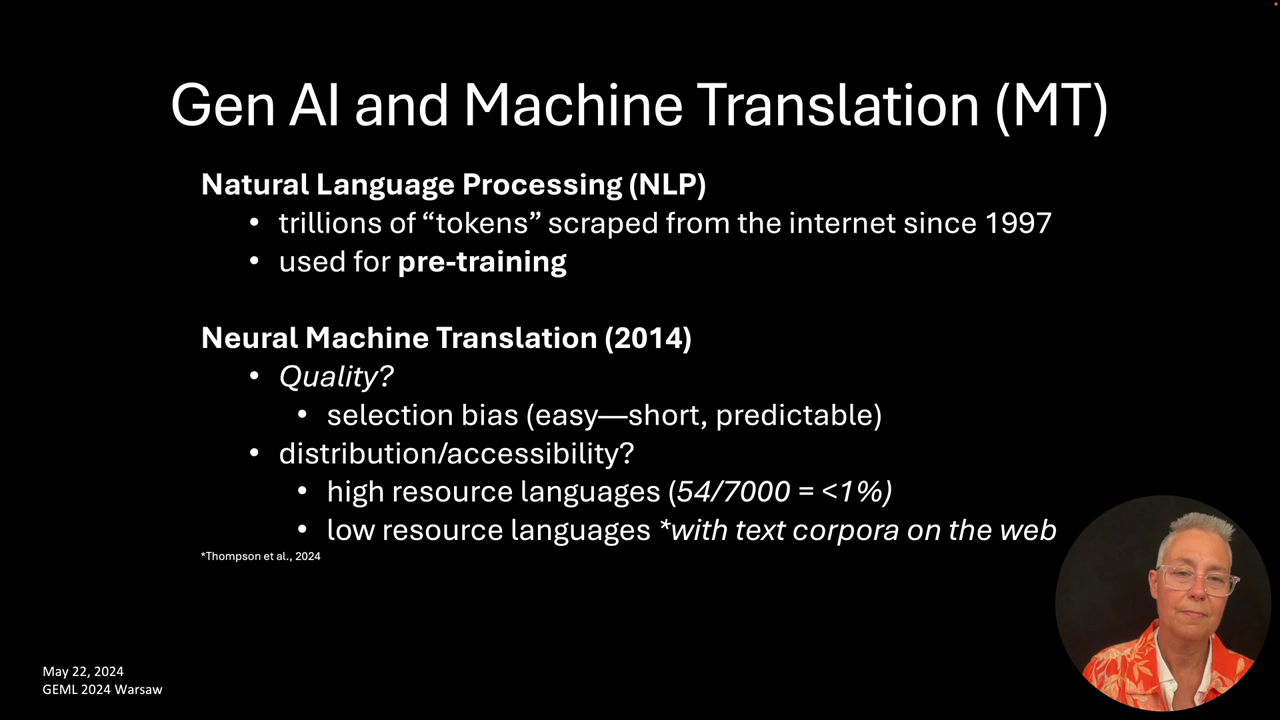 Gen AI and Machine Translation (MT)
Natural Language Processing (NLP)
• trillions of “tokens” scraped from the internet since 1997
• used for pre-training
Neural Machine Translation (2014)
• Quality?
• selection bias (easy—short, predictable)
• distribution/accessibility?
• high resource languages (54/7000 = <1%)
• low resource languages *with text corpora on the web
*Thompson et al., 2024
May 22, 2024
GEML 2024 Warsaw